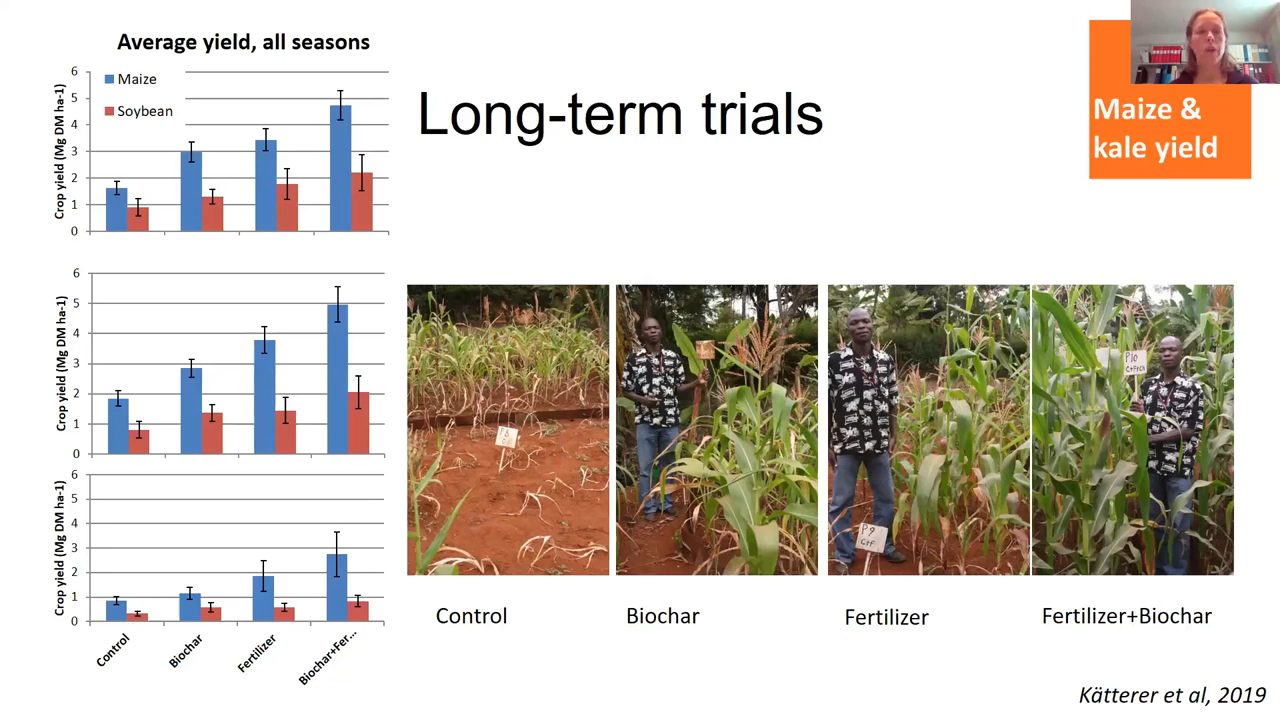 Average yield, all seasons
6
5
4
3
2
1
0
Crop yield (Mg DM ha-1)
Maize
Soybean
Long-term trials
Maize &
kale yield
6
5
4
3
2
1
0
Crop yield (Mg DM ha-1)
6
5
4
3
2
1
0
Crop yield (Mg DM ha-1)
Control
Biochar
Fertilizer
Biochar+Fer...
P9
C+F
P10
Control
Biochar
Fertilizer
Fertilizer+Biochar
Kätterer et al, 2019